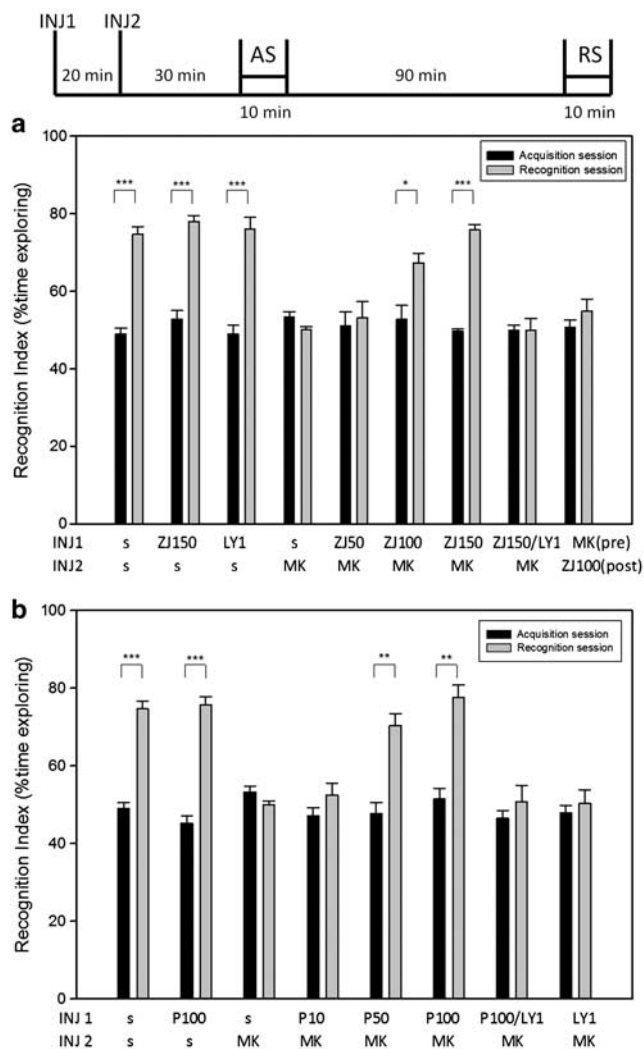 INJ1 INJ2
AS RS
20 min 30 min 90 min
10 min 10 min
a
100
80
60
40
20
0
Recognition Index (%time exploring)
Acquisition session
Recognition session
*** *** *** * ***
INJ1 s ZJ150 LY1 s ZJ50 ZJ100 ZJ150 ZJ150/LY1 MK(pre)
INJ2 s s s MK MK MK MK MK ZJ100(post)
b
100
80
60
40
20
0
Recognition Index (%time exploring)
Acquisition session
Recognition session
*** *** ** **
INJ 1 s P100 s P10 P50 P100 P100/LY1 LY1
INJ 2 s s MK MK MK MK MK MK